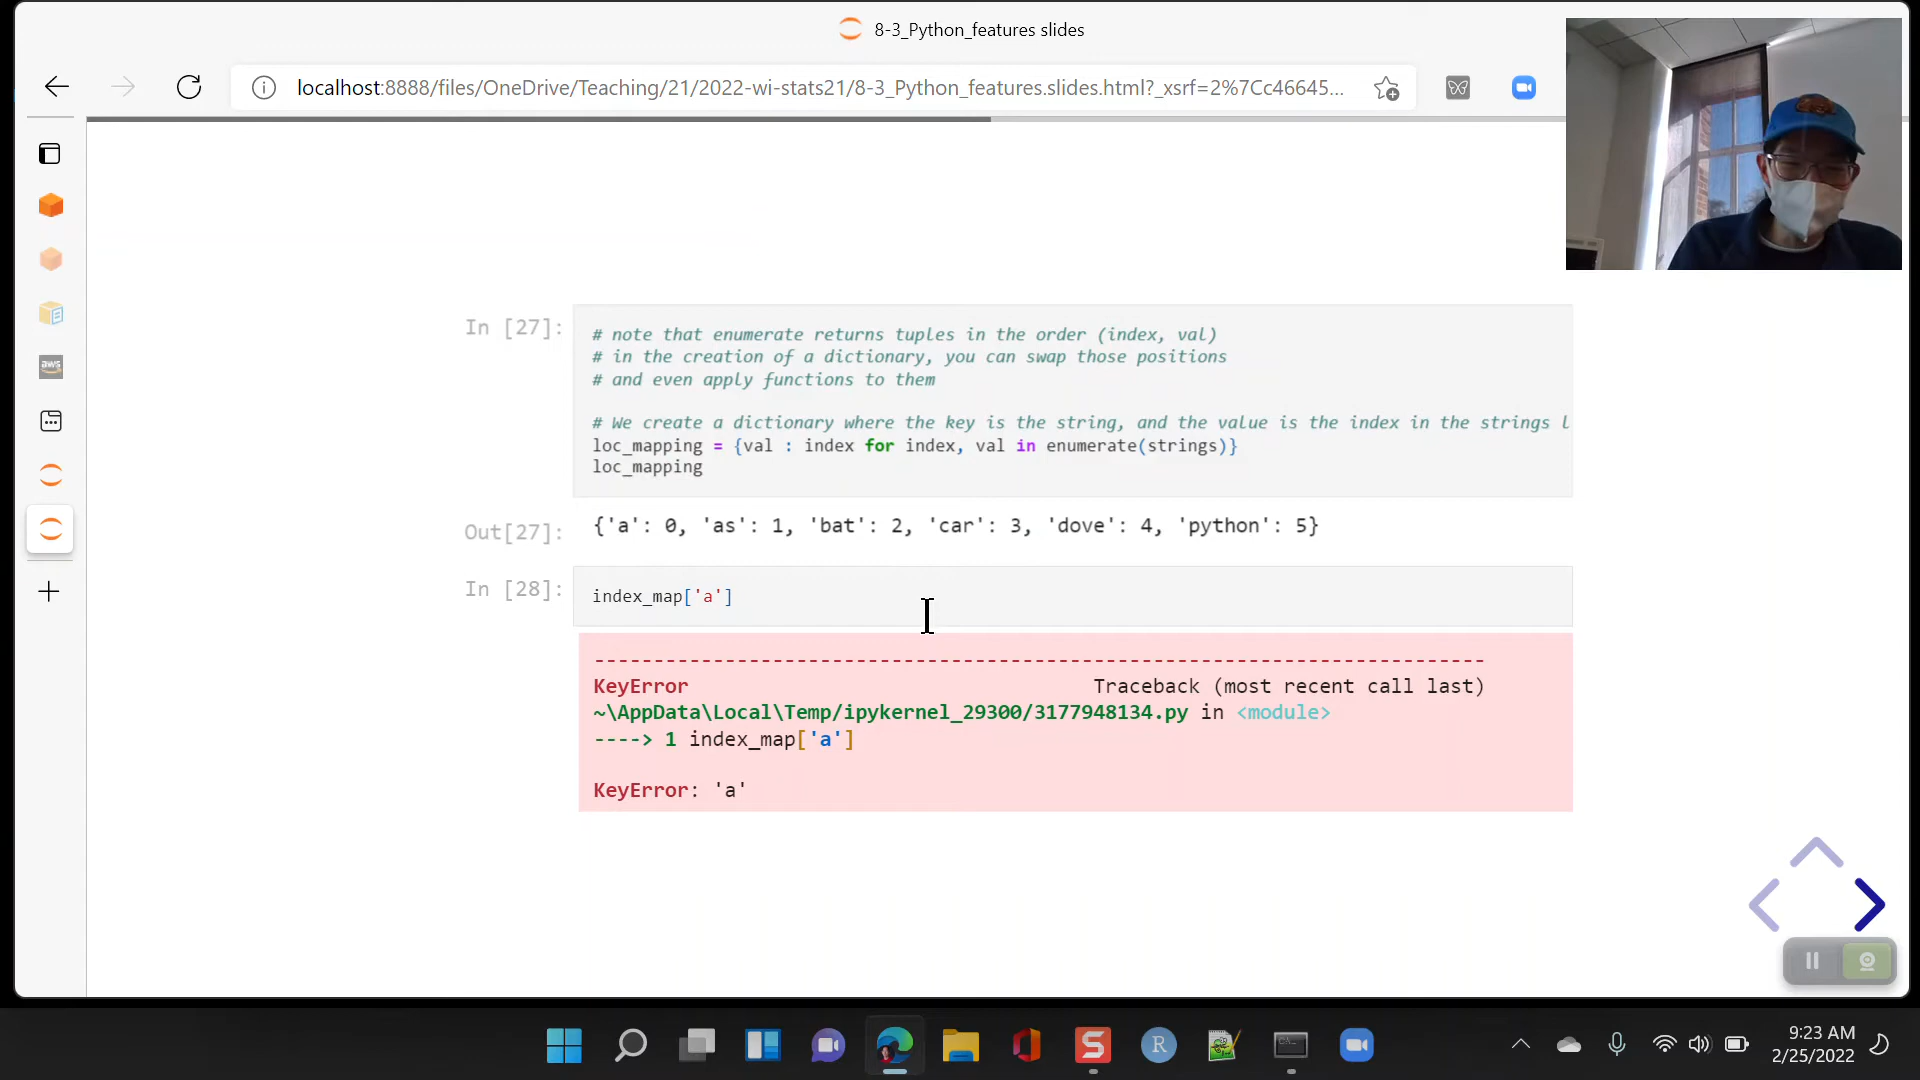 8-3_Python_features slides
localhost:8888/files/OneDrive/Teaching/21/2022-wi-stats21/8-3_Python_features.slides.html?_xsrf=2%7Cc46645...
aws
In [27]:
# note that enumerate returns tuples in the order (index, val)
# in the creation of a dictionary, you can swap those positions
# and even apply functions to them
# We create a dictionary where the key is the string, and the value is the index in the strings l
loc_mapping = {val : index for index, val in enumerate(strings)}
loc_mapping
Out[27]:
{'a': 0, 'as': 1, 'bat': 2, 'car': 3, 'dove': 4, 'python': 5}
In [28]:
index_map['a']
---------------------------------------------------------------------------
KeyError Traceback (most recent call last)
~\AppData\Local\Temp/ipykernel_29300/3177948134.py in <module>
----> 1 index_map['a']
KeyError: 'a'
S
R
9:23 AM
2/25/2022